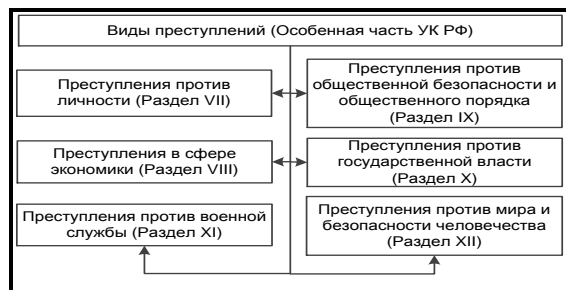 Виды преступлений (Особенная часть УК РФ)
Преступления против
личности (Раздел VII)
Преступления против
общественной безопасности и
общественного порядка
(Раздел IX)
Преступления в сфере
экономики (Раздел VIII)
Преступления против
государственной власти
(Раздел X)
Преступления против военной
службы (Раздел XI)
Преступления против мира и
безопасности человечества
(Раздел XII)